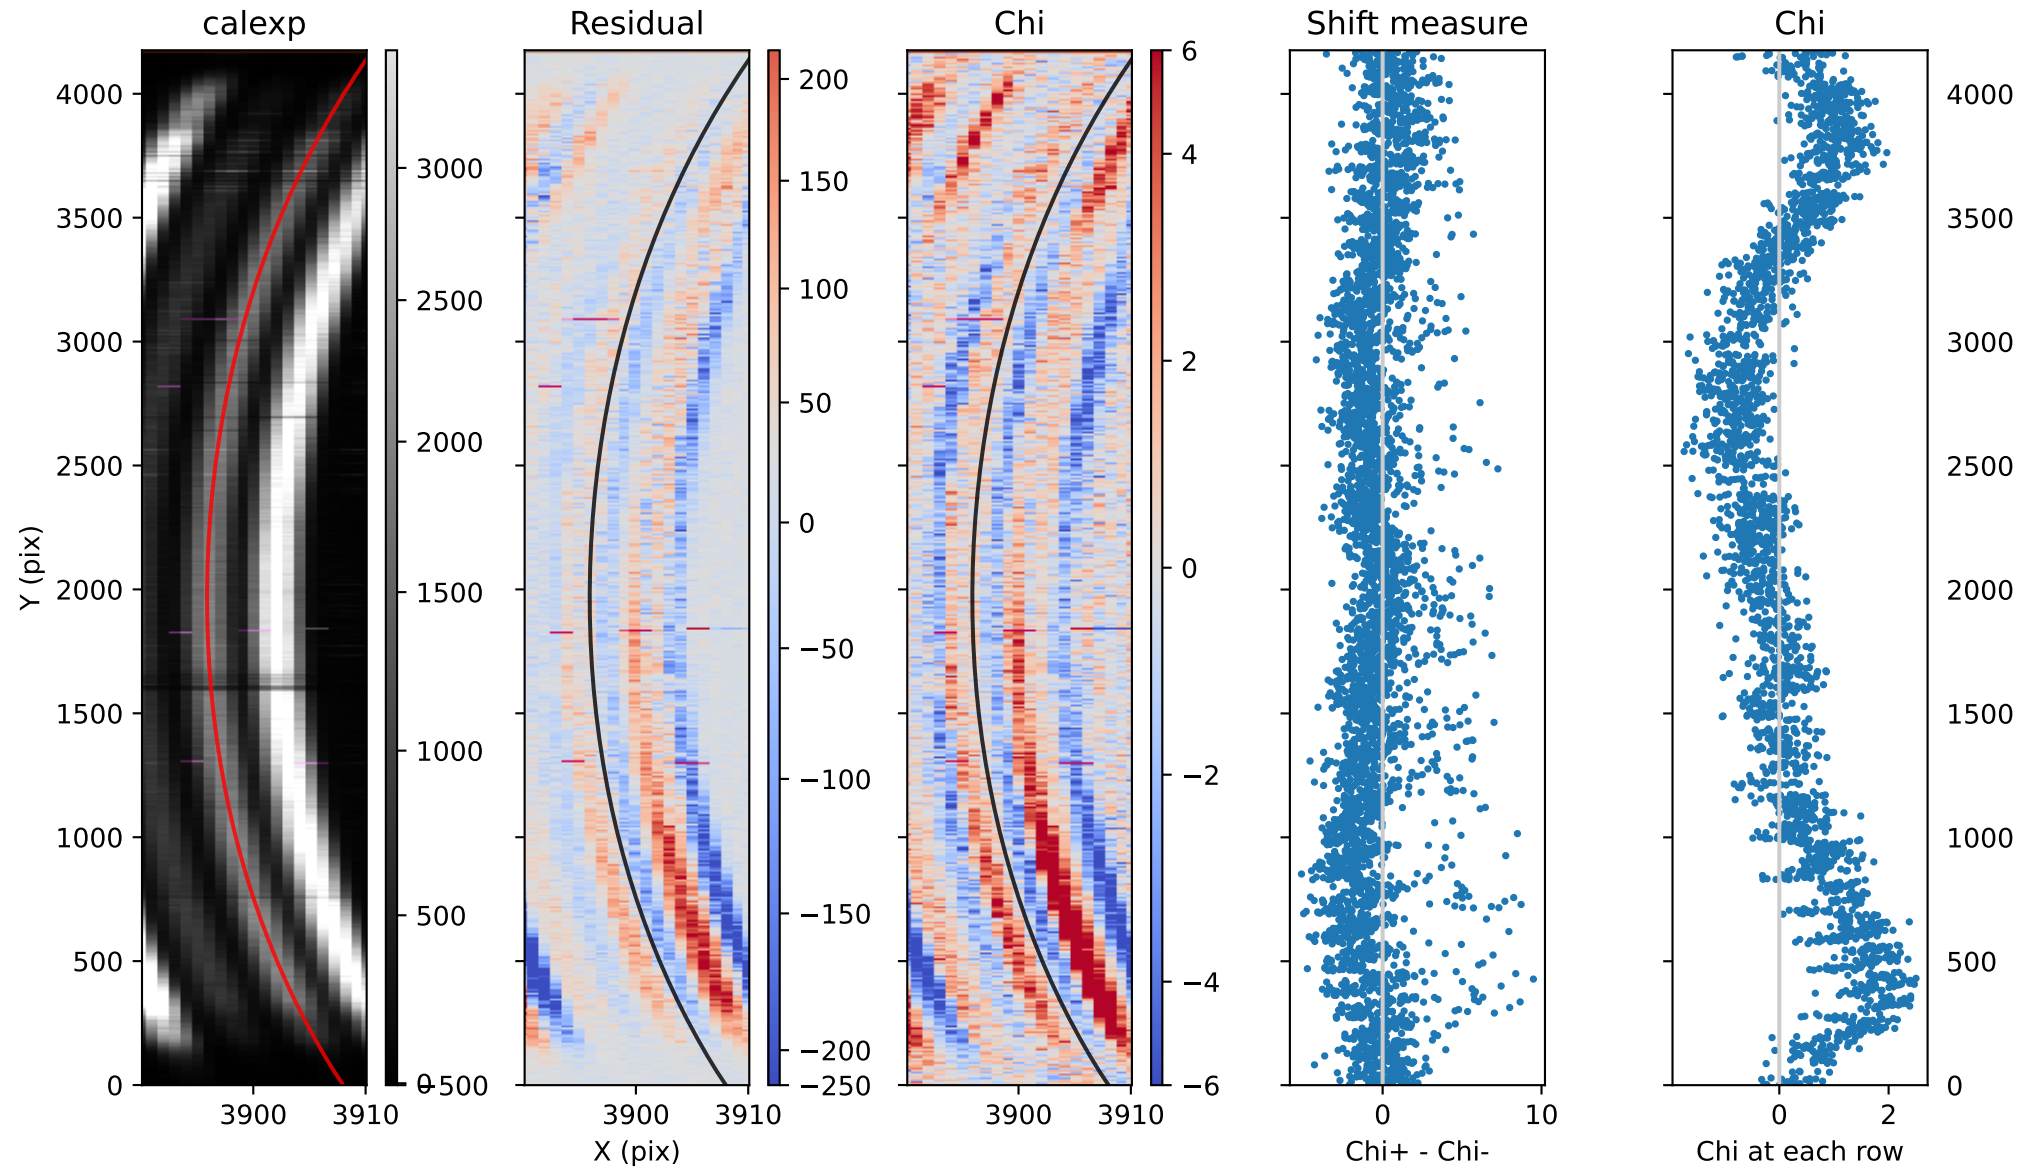 calexp Residual Chi Shift measure Chi
4000 3500 3000 2500 2000 1500 1000 500 0
Y (pix)
3900 3910
3000 2500 2000 1500 1000 500 0 −500
3900 3910
X (pix)
200 150 100 50 0 −50 −100 −150 −200 −250
3900 3910
6 4 2 0 −2 −4 −6
0 10
Chi+ - Chi-
0 2
Chi at each row
4000 3500 3000 2500 2000 1500 1000 500 0